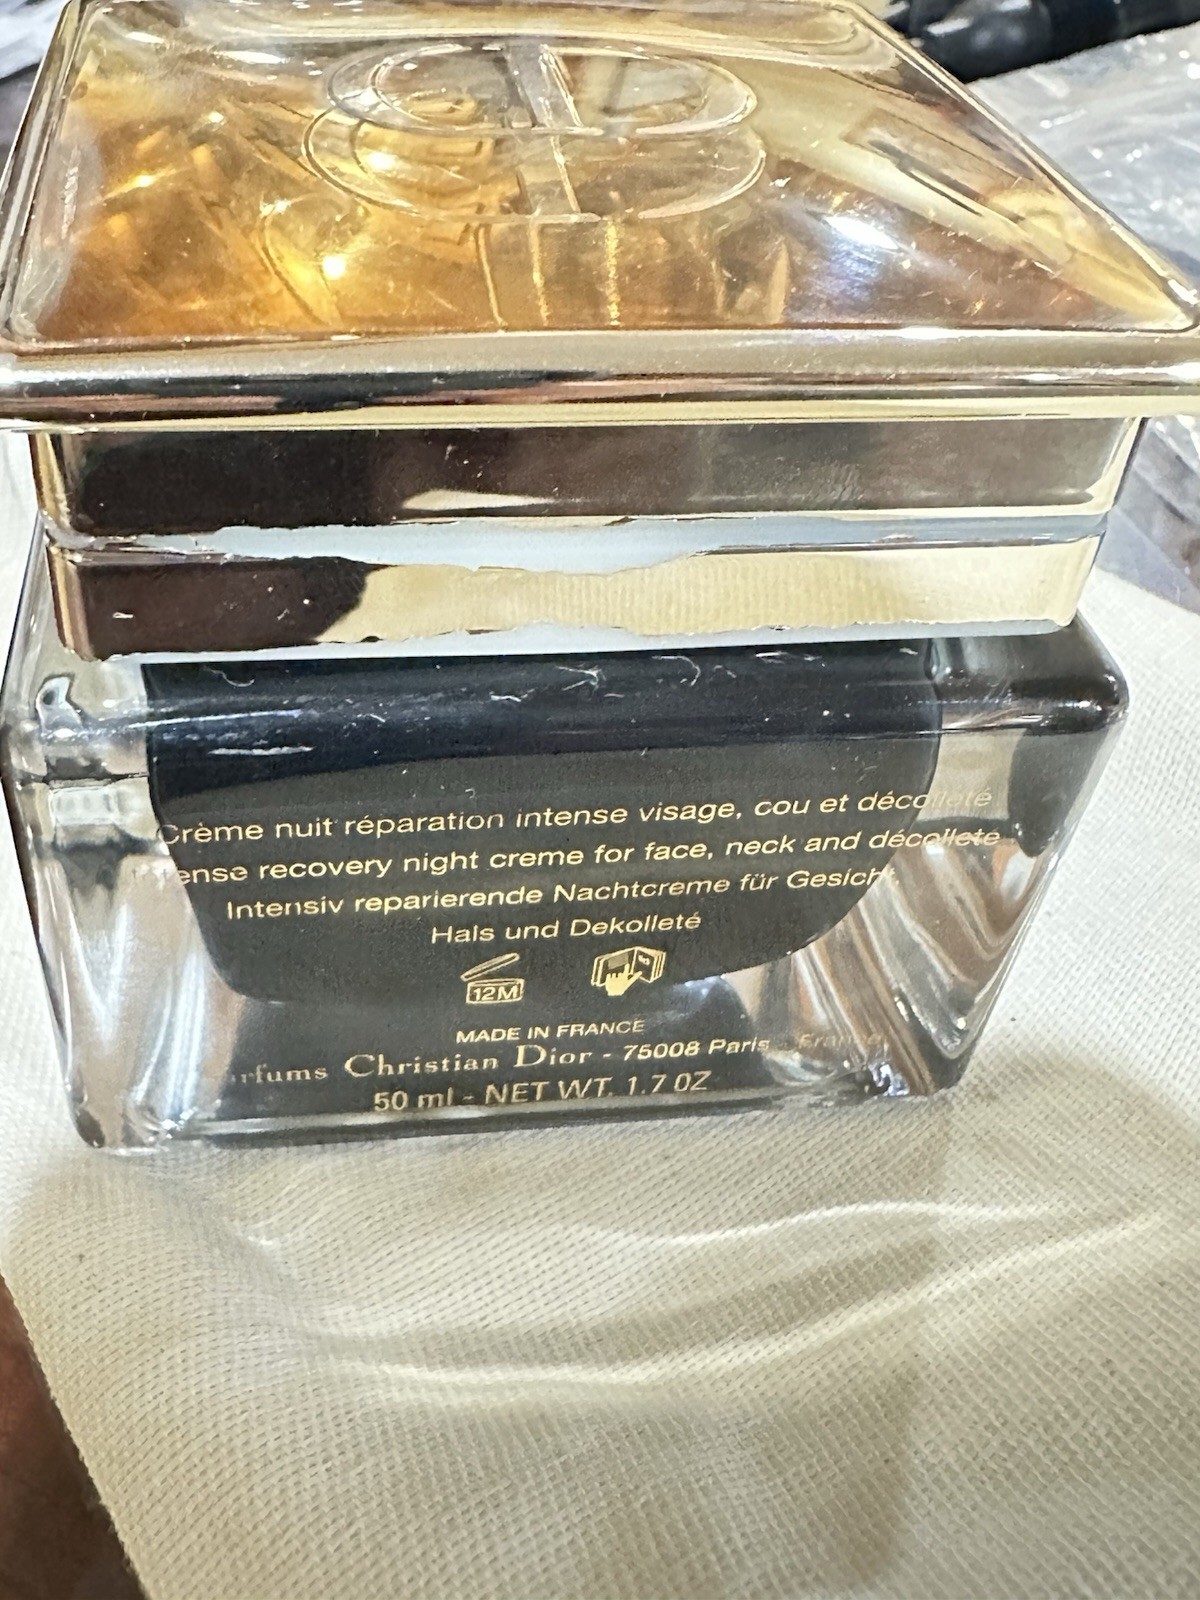 Crème nuit réparation intense visage, cou et décolleté
recovery night creme for face, neck and décolleté
Intensiv reparierende Nachtcreme für Gesicht,
Hals und Dekolleté
12M
MADE IN FRANCE
Christian Dior - 75008 Paris - France
50 ml - NET WT. 1.7 OZ